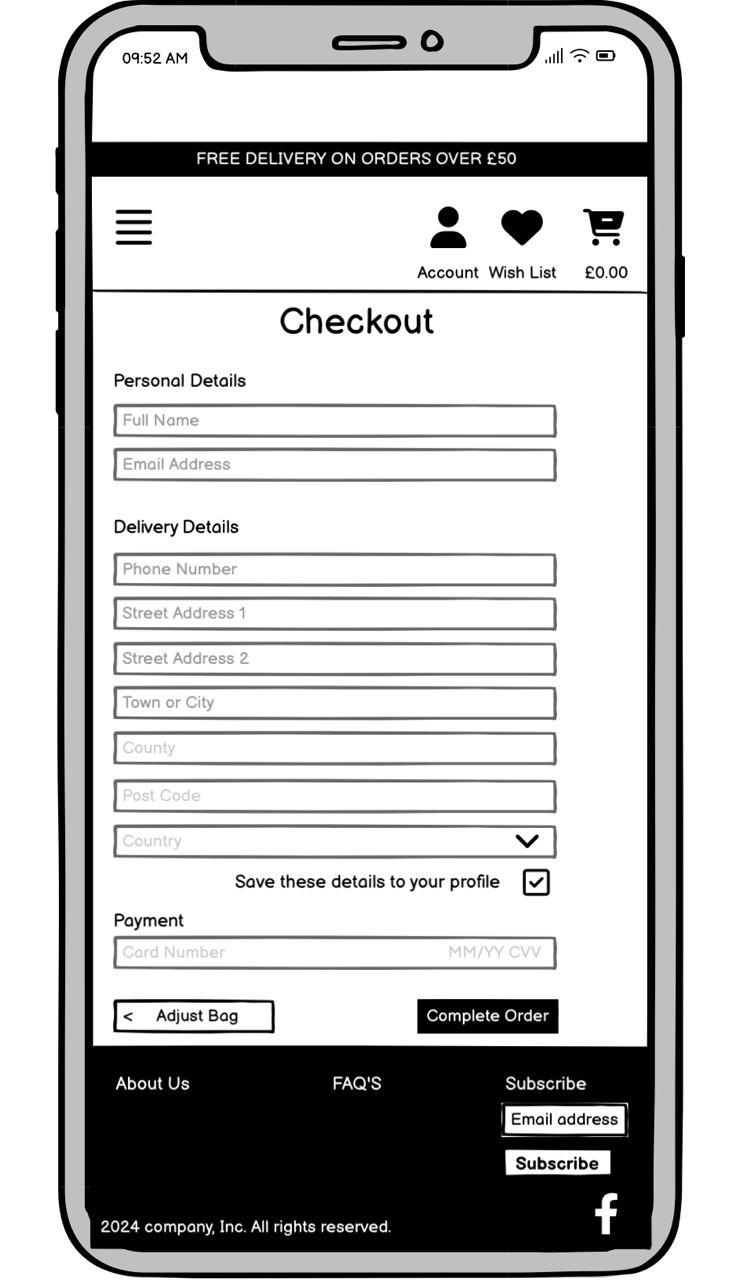 09:52 AM
FREE DELIVERY ON ORDERS OVER £50
Account Wish List £0.00
Checkout
Personal Details
Full Name
Email Address
Delivery Details
Phone Number
Street Address 1
Street Address 2
Town or City
County
Post Code
Country
Save these details to your profile
Payment
Card Number MM/YY CVV
< Adjust Bag Complete Order
About Us FAQ'S Subscribe
Email address
Subscribe
2024 company, Inc. All rights reserved.